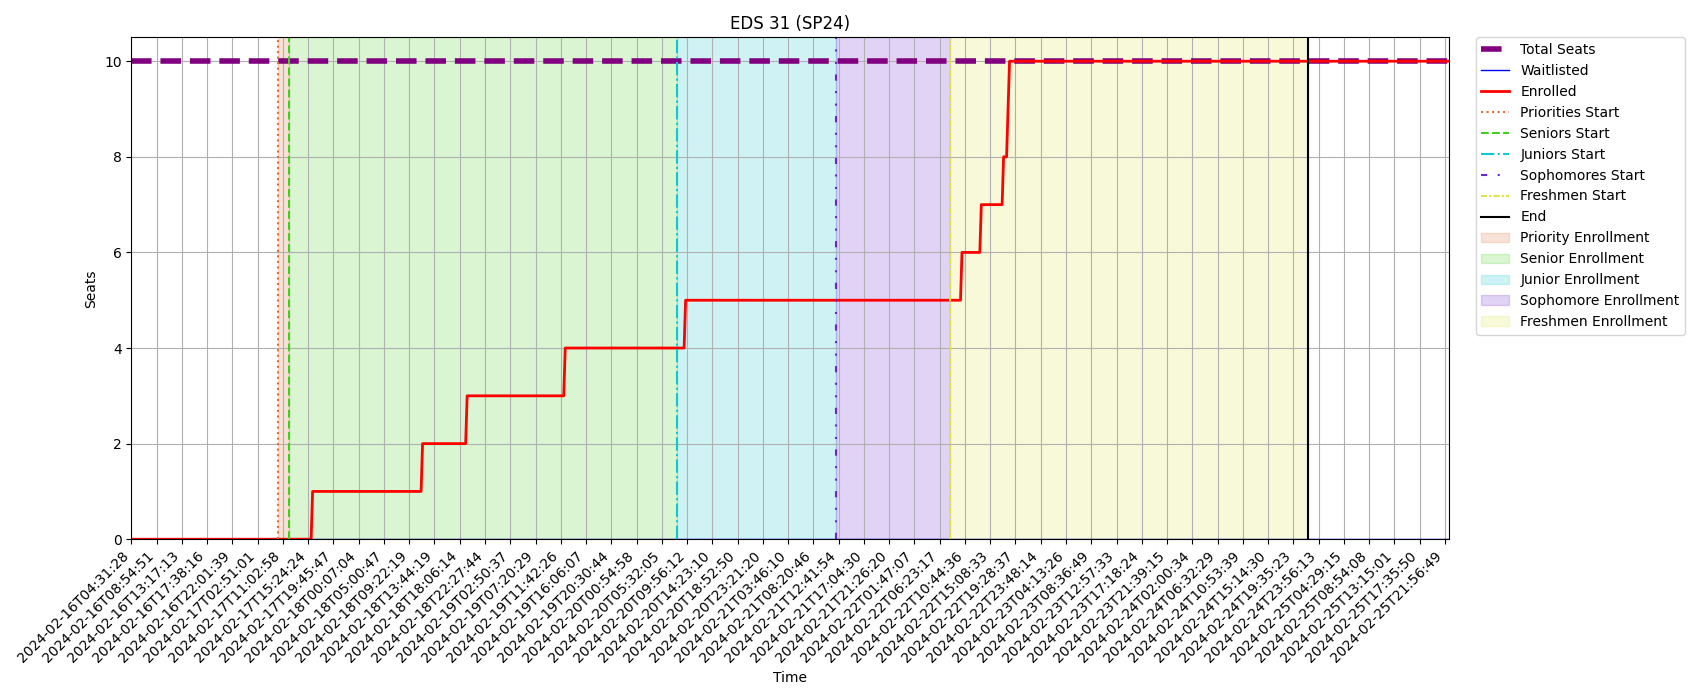 EDS 31 (SP24)
Seats
10
8
6
4
2
0
2024-02-16T04:31:28
2024-02-16T08:54:51
2024-02-16T13:17:13
2024-02-16T17:38:16
2024-02-16T22:01:39
2024-02-17T02:51:01
2024-02-17T11:02:58
2024-02-17T15:24:24
2024-02-17T19:45:47
2024-02-18T00:07:04
2024-02-18T05:00:47
2024-02-18T09:22:19
2024-02-18T13:44:19
2024-02-18T18:06:14
2024-02-18T22:27:44
2024-02-19T02:50:37
2024-02-19T07:20:29
2024-02-19T11:42:26
2024-02-19T16:06:07
2024-02-19T20:30:44
2024-02-20T00:54:58
2024-02-20T05:32:05
2024-02-20T09:56:12
2024-02-20T14:23:10
2024-02-20T18:52:50
2024-02-20T23:21:20
2024-02-21T03:46:10
2024-02-21T08:20:46
2024-02-21T12:41:54
2024-02-21T17:04:30
2024-02-21T21:26:20
2024-02-22T01:47:07
2024-02-22T06:23:17
2024-02-22T10:44:36
2024-02-22T15:08:33
2024-02-22T19:28:37
2024-02-22T23:48:14
2024-02-23T04:13:26
2024-02-23T08:36:49
2024-02-23T12:57:33
2024-02-23T17:18:24
2024-02-23T21:39:15
2024-02-24T02:00:34
2024-02-24T06:32:29
2024-02-24T10:53:39
2024-02-24T15:14:30
2024-02-24T19:35:23
2024-02-24T23:56:13
2024-02-25T04:29:15
2024-02-25T08:54:08
2024-02-25T13:15:01
2024-02-25T17:35:50
2024-02-25T21:56:49
Time
Total Seats
Waitlisted
Enrolled
Priorities Start
Seniors Start
Juniors Start
Sophomores Start
Freshmen Start
End
Priority Enrollment
Senior Enrollment
Junior Enrollment
Sophomore Enrollment
Freshmen Enrollment